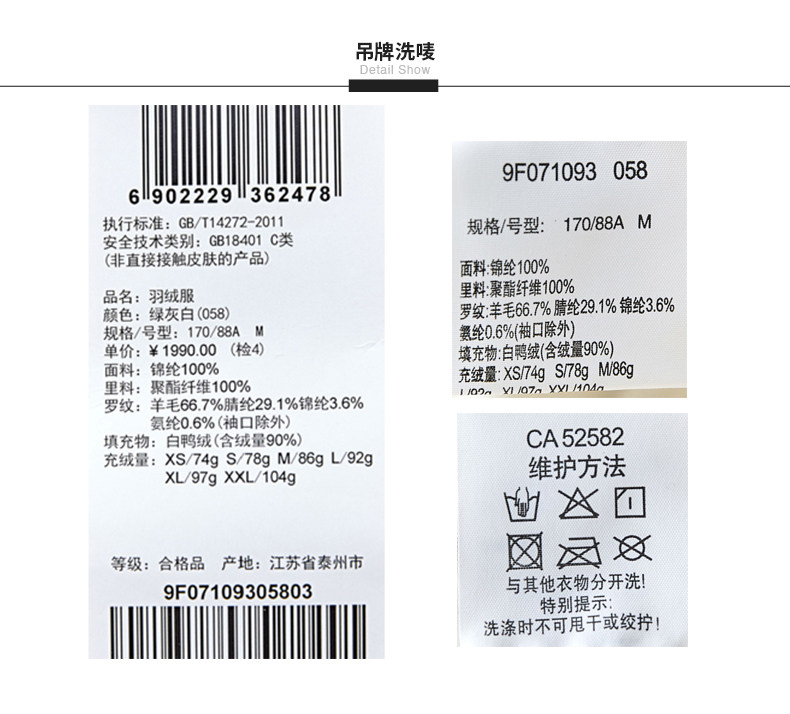 吊牌洗唛
Detail Show
6 902229 362478
执行标准：GB/T14272-2011
安全技术类别：GB18401 C类
(非直接接触皮肤的产品)
品名：羽绒服
颜色：绿灰白(058)
规格/号型：170/88A M
单价：¥1990.00 (检4)
面料：锦纶100%
里料：聚酯纤维100%
罗纹：羊毛66.7%腈纶29.1%锦纶3.6%
氨纶0.6%(袖口除外)
填充物：白鸭绒(含绒量90%)
充绒量：XS/74g S/78g M/86g L/92g
XL/97g XXL/104g
等级：合格品 产地：江苏省泰州市
9F07109305803
9F071093 058
规格/号型: 170/88A M
面料:锦纶100%
里料:聚酯纤维100%
罗纹:羊毛66.7% 腈纶29.1% 锦纶3.6%
氨纶0.6%(袖口除外)
填充物:白鸭绒(含绒量90%)
充绒量: XS/74g S/78g M/86g
L/92g XL/97g XXL/104g
CA 52582
维护方法
与其他衣物分开洗!
特别提示:
洗涤时不可甩干或绞拧!